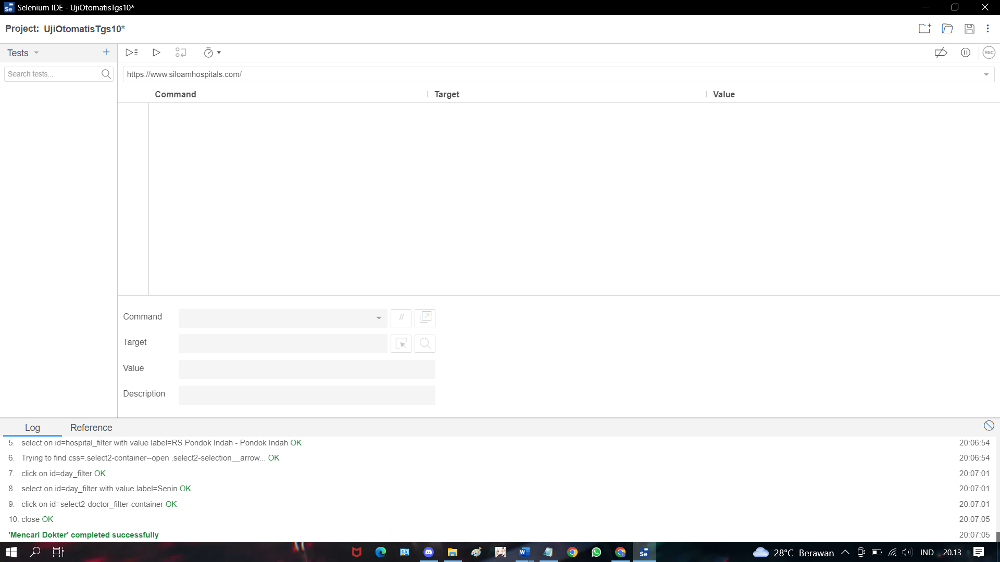 Selenium IDE - UjiOtomatisTgs10*
Project: UjiOtomatisTgs10*
Tests
Search tests...
REC
https://www.siloamhospitals.com/
Command Target Value
Command
//
Target
Value
Description
Log Reference
5. select on id=hospital_filter with value label=RS Pondok Indah - Pondok Indah OK 20:06:54
6. Trying to find css=.select2-container--open .select2-selection__arrow... OK 20:06:54
7. click on id=day_filter OK 20:07:01
8. select on id=day_filter with value label=Senin OK 20:07:01
9. click on id=select2-doctor_filter-container OK 20:07:01
10. close OK 20:07:05
'Mencari Dokter' completed successfully 20:07:05
28°C Berawan IND 20.13